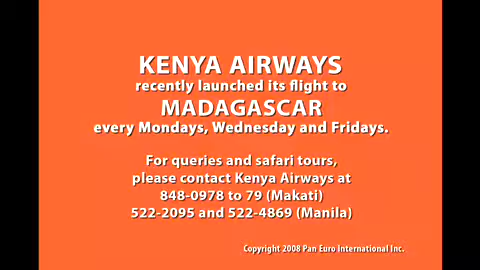 KENYA AIRWAYS
recently launched its flight to
MADAGASCAR
every Mondays, Wednesday and Fridays.
For queries and safari tours,
please contact Kenya Airways at
848-0978 to 79 (Makati)
522-2095 and 522-4869 (Manila)
Copyright 2008 Pan Euro international Inc.